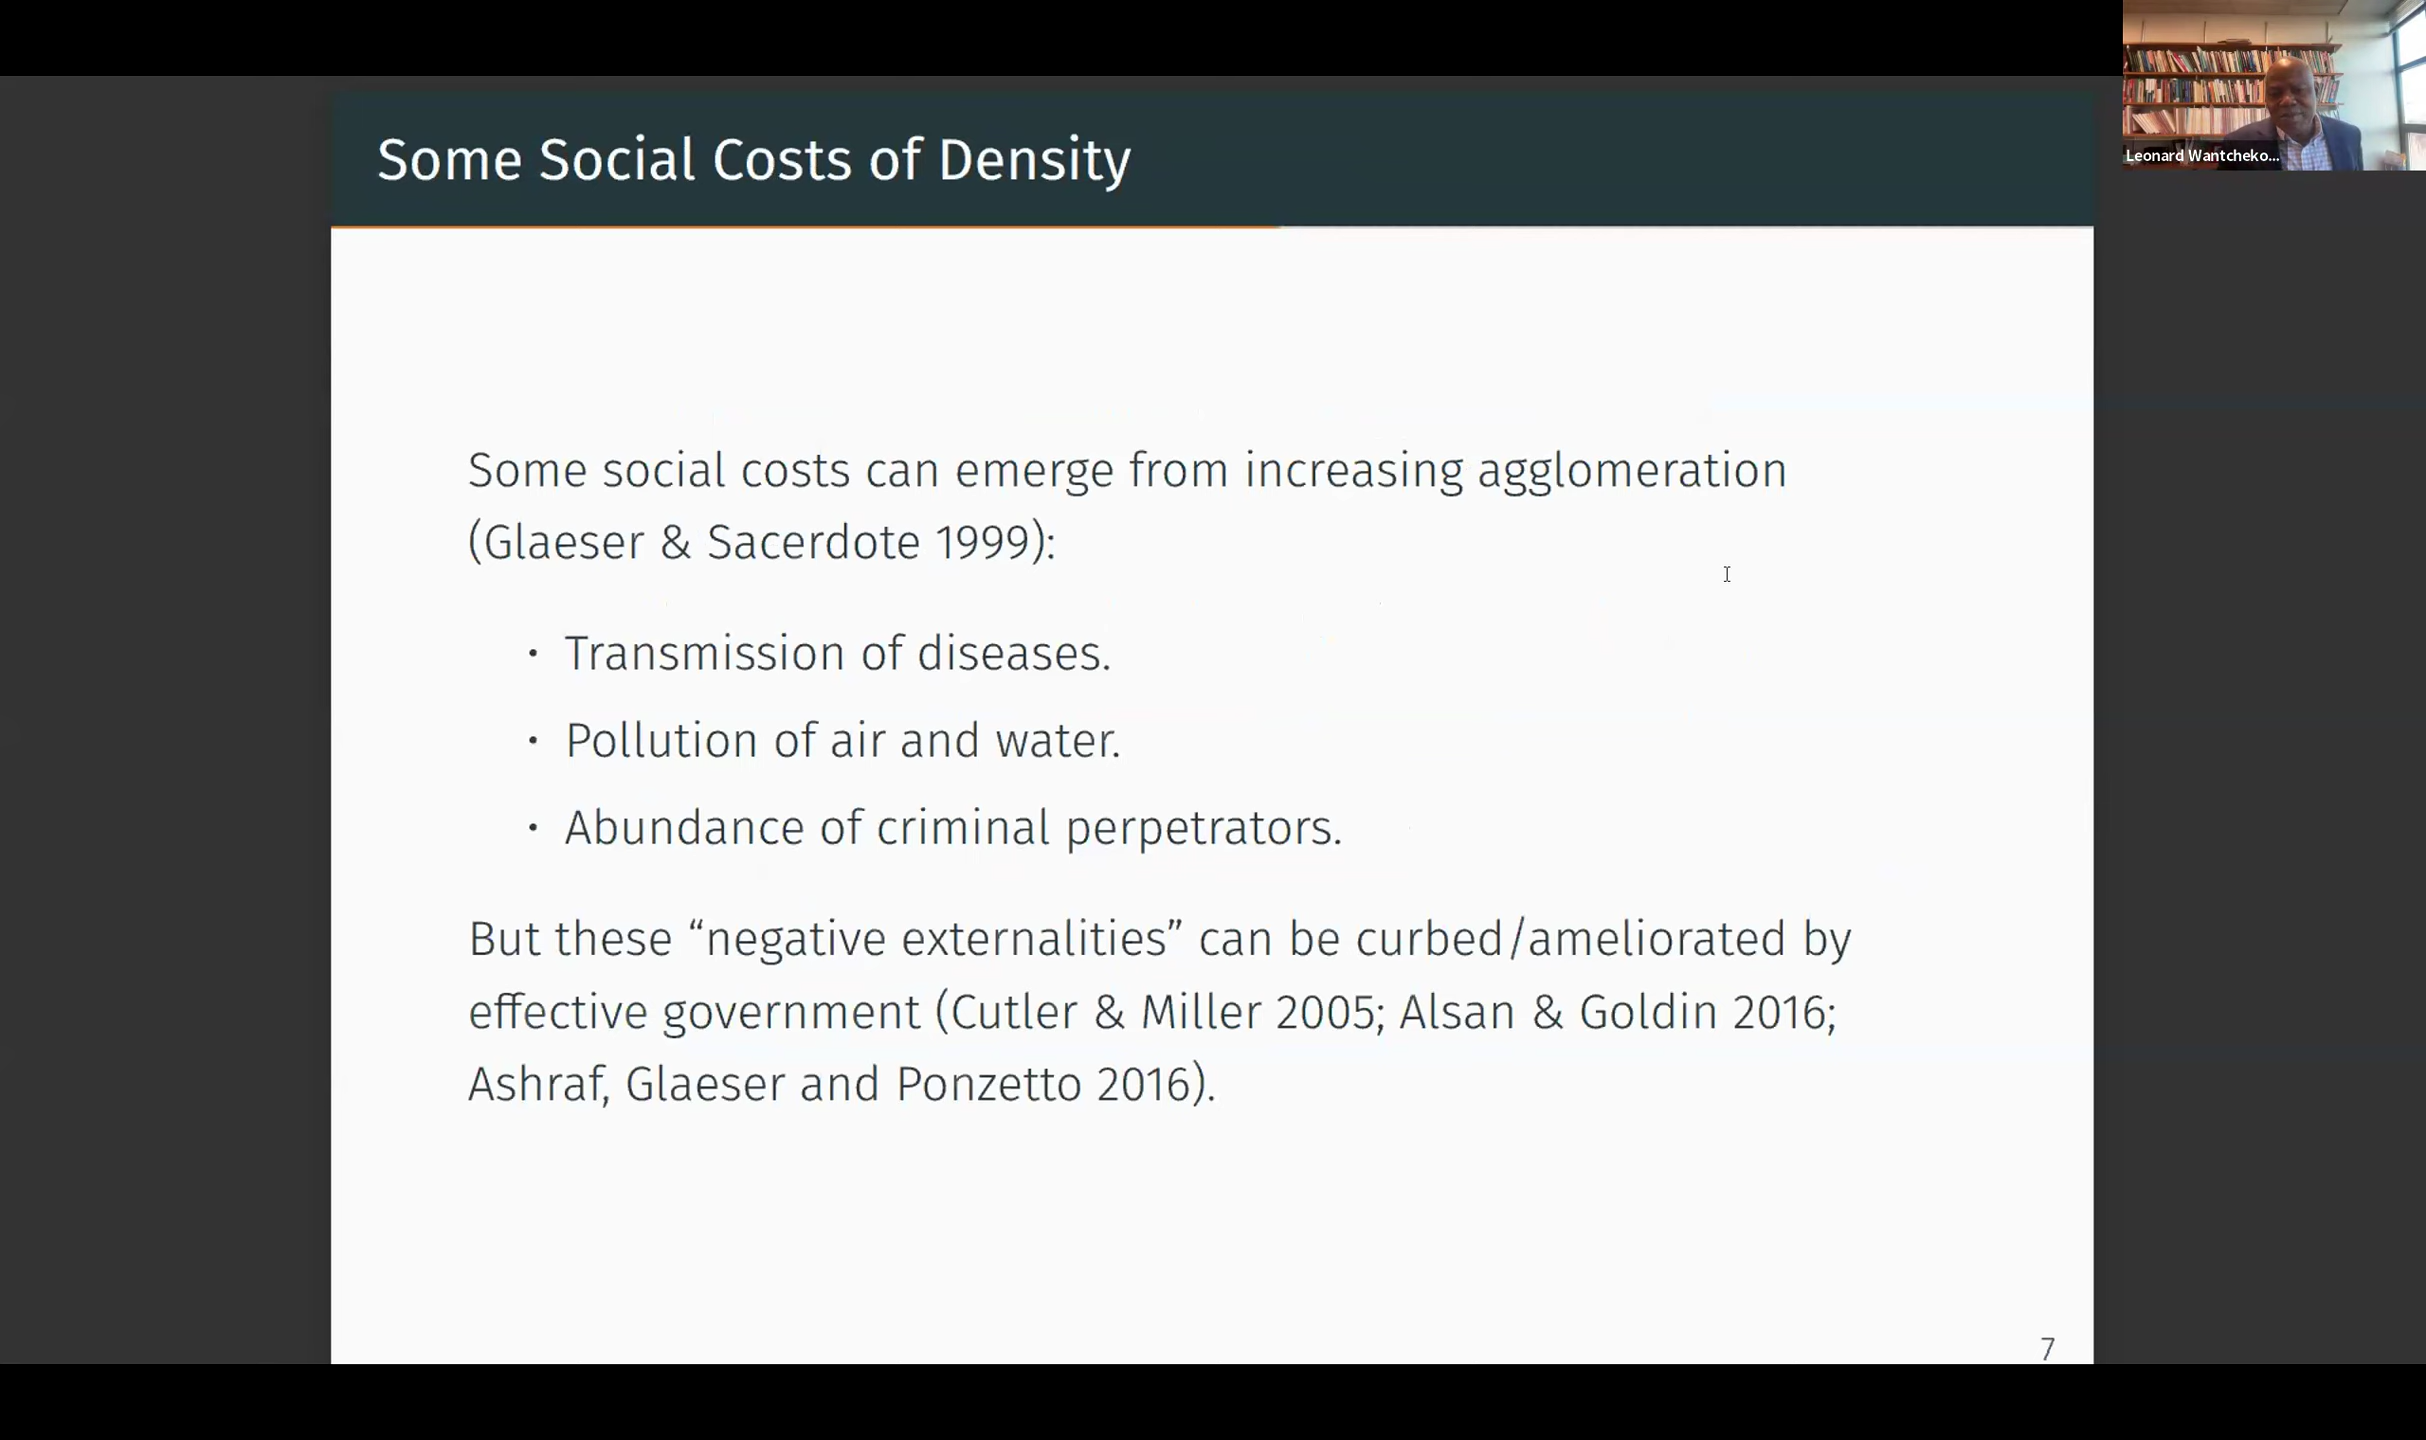 Some Social Costs of Density
Leonard Wantcheko...
Some social costs can emerge from increasing agglomeration
(Glaeser & Sacerdote 1999):
• Transmission of diseases.
• Pollution of air and water.
• Abundance of criminal perpetrators.
But these “negative externalities” can be curbed/ameliorated by
effective government (Cutler & Miller 2005; Alsan & Goldin 2016;
Ashraf, Glaeser and Ponzetto 2016).
7